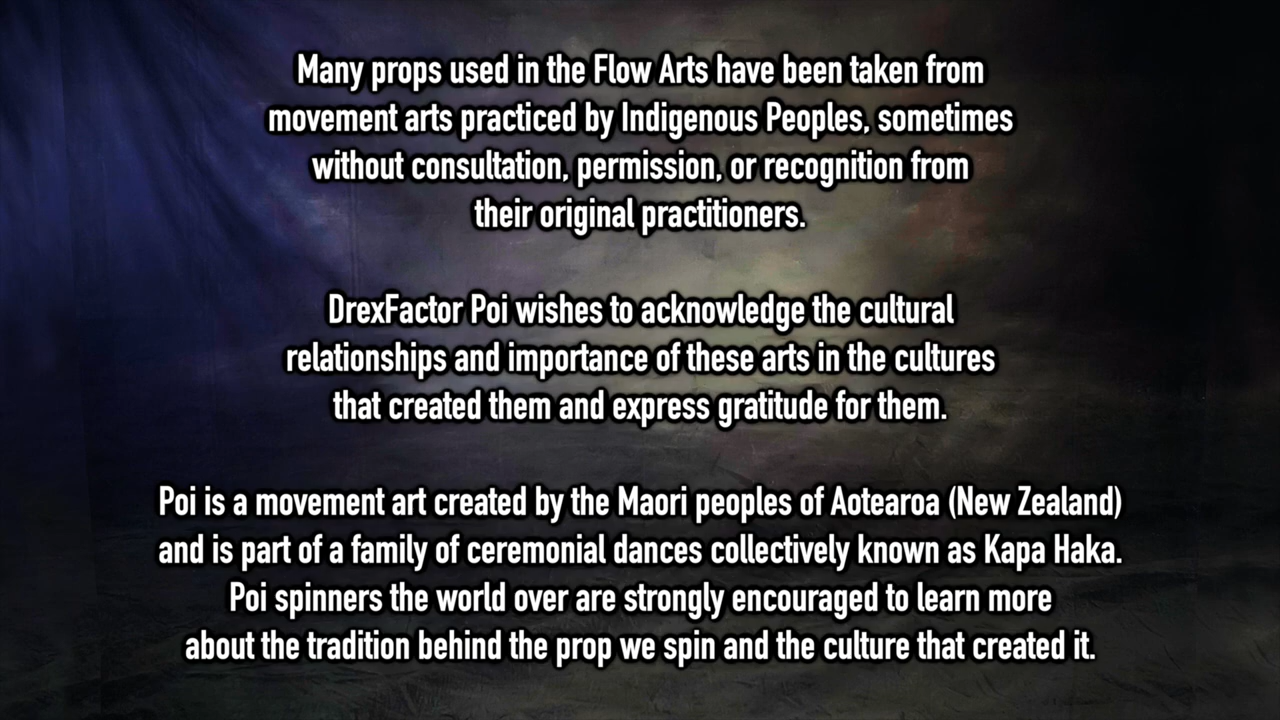 Many props used in the Flow Arts have been taken from
movement arts practiced by Indigenous Peoples, sometimes
without consultation, permission, or recognition from
their original practitioners.
DrexFactor Poi wishes to acknowledge the cultural
relationships and importance of these arts in the cultures
that created them and express gratitude for them.
Poi is a movement art created by the Maori peoples of Aotearoa (New Zealand)
and is part of a family of ceremonial dances collectively known as Kapa Haka.
Poi spinners the world over are strongly encouraged to learn more
about the tradition behind the prop we spin and the culture that created it.